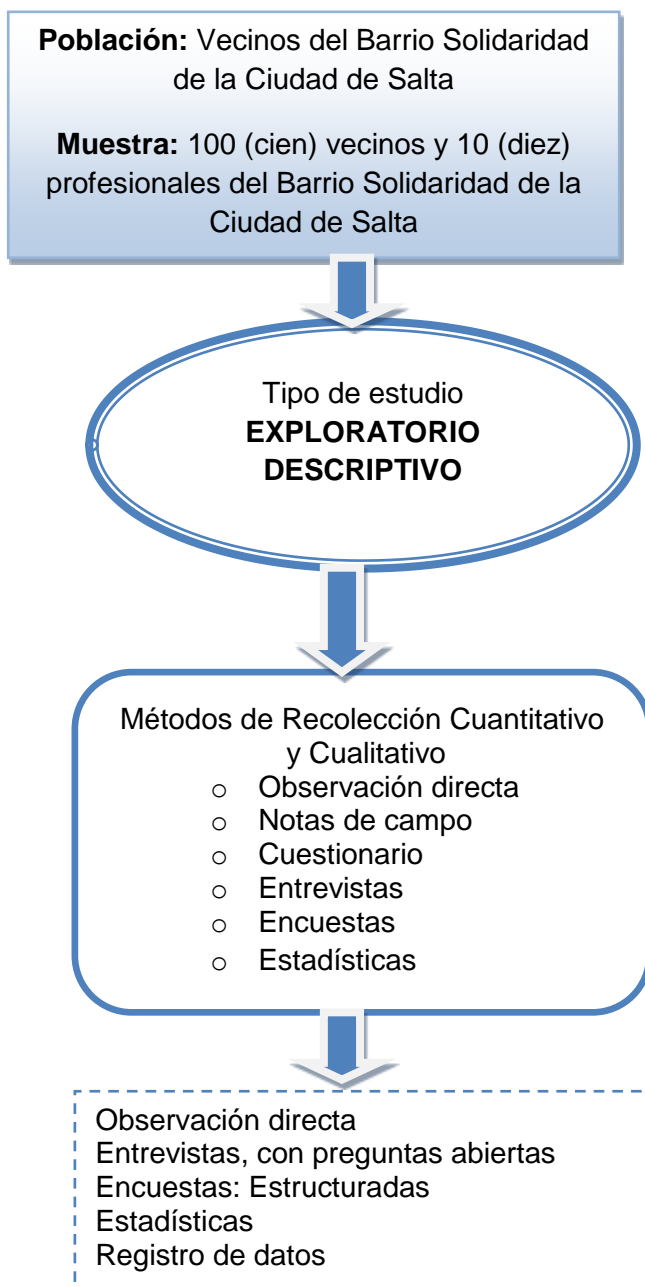 Población: Vecinos del Barrio Solidaridad
de la Ciudad de Salta
Muestra: 100 (cien) vecinos y 10 (diez)
profesionales del Barrio Solidaridad de la
Ciudad de Salta
Tipo de estudio
EXPLORATORIO
DESCRIPTIVO
Métodos de Recolección Cuantitativo
y Cualitativo
o Observación directa
o Notas de campo
o Cuestionario
o Entrevistas
o Encuestas
o Estadísticas
Observación directa
Entrevistas, con preguntas abiertas
Encuestas: Estructuradas
Estadísticas
Registro de datos